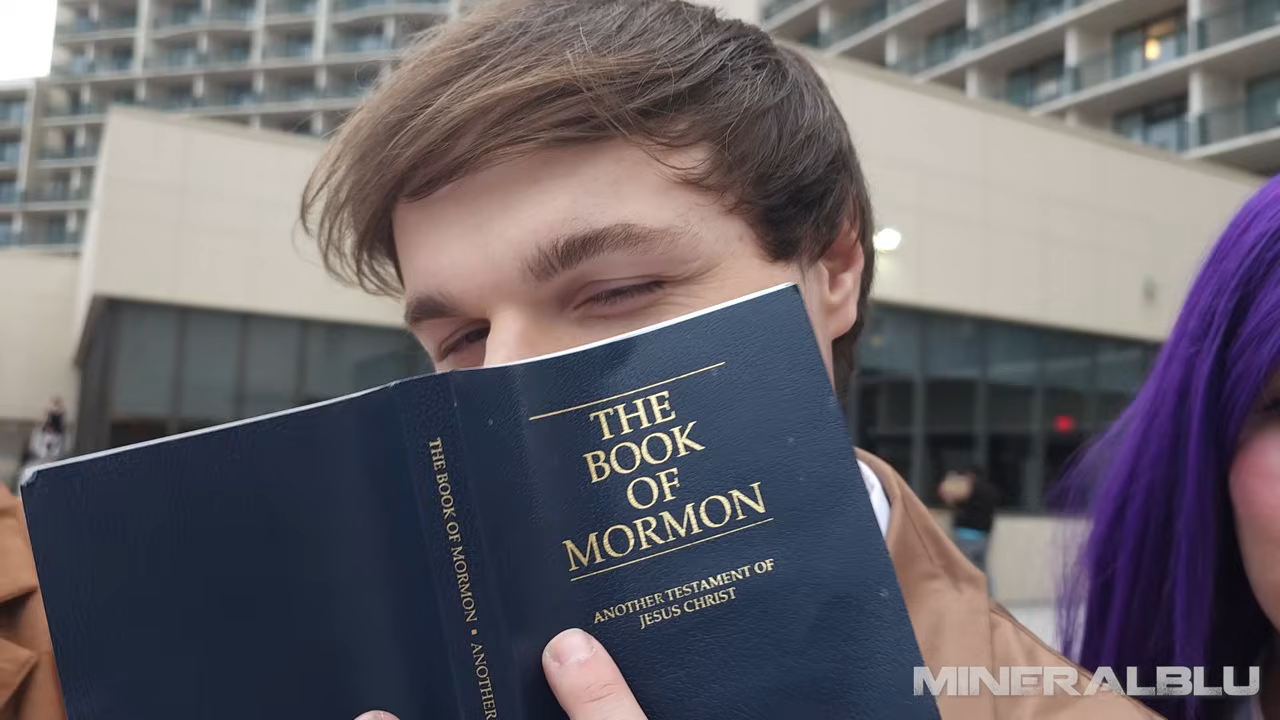 THE BOOK OF MORMON ▪ ANOTHER
THE
BOOK
OF
MORMON
ANOTHER TESTAMENT OF
JESUS CHRIST
MINERALBLU